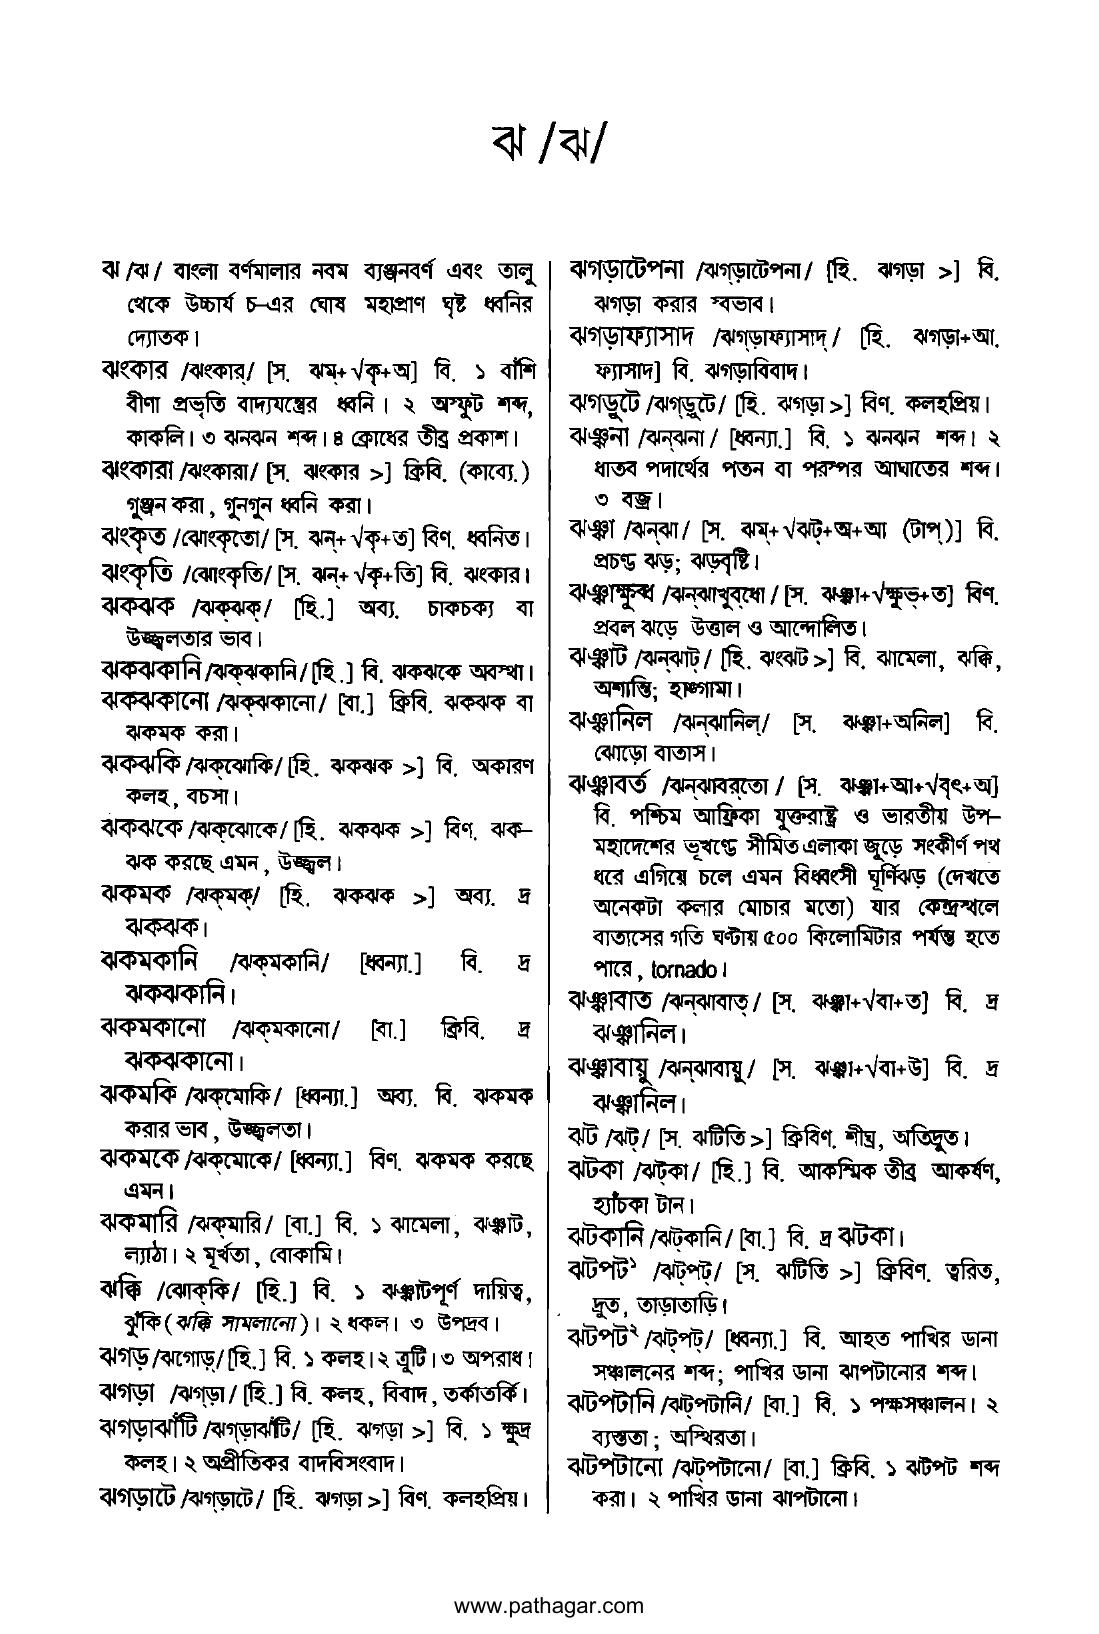 ঝ /ঝ/
ঝ /ঝ/ বাংলা বর্ণমালার নবম ব্যঞ্জনবর্ণ এবং তালু
থেকে উচ্চার্য চ-এর ঘোষ মহাপ্রাণ ঘৃষ্ট ধ্বনির
দ্যোতক।
ঝংকার /ঝংকার্/ [স. ঝম্+√কৃ+অ] বি. ১ বাঁশি
বীণা প্রভৃতি বাদ্যযন্ত্রের ধ্বনি। ২ অস্ফুট শব্দ,
কাকলি। ৩ ঝনঝন শব্দ। ৪ ক্রোধের তীব্র প্রকাশ।
ঝংকারা /ঝংকারা/ [স. ঝংকার >] ক্রিবি. (কাব্যে.)
গুঞ্জন করা, গুনগুন ধ্বনি করা।
ঝংকৃত /ঝোংকৃতো/ [স. ঝন্+√কৃ+ত] বিণ. ধ্বনিত।
ঝংকৃতি /ঝোংকৃতি/ [স. ঝন্+√কৃ+তি] বি. ঝংকার।
ঝকঝক /ঝক্‌ঝক্/ [হি.] অব্য. চাকচক্য বা
উজ্জ্বলতার ভাব।
ঝকঝকানি /ঝক্‌ঝকানি/ [হি.] বি. ঝকঝকে অবস্থা।
ঝকঝকানো /ঝক্‌ঝকানো/ [বা.] ক্রিবি. ঝকঝক বা
ঝকমক করা।
ঝকঝকি /ঝক্‌ঝোকি/ [হি. ঝকঝক >] বি. অকারণ
কলহ, বচসা।
ঝকঝকে /ঝক্‌ঝোকে/ [হি. ঝকঝক >] বিণ. ঝক-
ঝক করছে এমন, উজ্জ্বল।
ঝকমক /ঝক্‌মক্/ [হি. ঝকঝক >] অব্য. দ্র
ঝকঝক।
ঝকমকানি /ঝক্‌মকানি/ [ধ্বন্যা.] বি. দ্র
ঝকঝকানি।
ঝকমকানো /ঝক্‌মকানো/ [বা.] ক্রিবি. দ্র
ঝকঝকানো।
ঝকমকি /ঝক্‌মোকি/ [ধ্বন্যা.] অব্য. বি. ঝকমক
করার ভাব, উজ্জ্বলতা।
ঝকমকে /ঝক্‌মোকে/ [ধ্বন্যা.] বিণ. ঝকমক করছে
এমন।
ঝকমারি /ঝক্‌মারি/ [বা.] বি. ১ ঝামেলা, ঝঞ্ঝাট,
ল্যাঠা। ২ মূর্খতা, বোকামি।
ঝক্কি /ঝোক্‌কি/ [হি.] বি. ১ ঝঞ্ঝাটপূর্ণ দায়িত্ব,
ঝুঁকি (ঝক্কি সামলানো)। ২ ধকল। ৩ উপদ্রব।
ঝগড় /ঝগোড়্/ [হি.] বি. ১ কলহ। ২ ত্রুটি। ৩ অপরাধ।
ঝগড়া /ঝগ্‌ড়া/ [হি.] বি. কলহ, বিবাদ, তর্কাতর্কি।
ঝগড়াঝাঁটি /ঝগ্‌ড়াঝাঁটি/ [হি. ঝগড়া >] বি. ১ ক্ষুদ্র
কলহ। ২ অপ্রীতিকর বাদবিসংবাদ।
ঝগড়াটে /ঝগ্‌ড়াটে/ [হি. ঝগড়া >] বিণ. কলহপ্রিয়।
ঝগড়াটেপনা /ঝগ্‌ড়াটেপনা/ [হি. ঝগড়া >] বি.
ঝগড়া করার স্বভাব।
ঝগড়াফ্যাসাদ /ঝগ্‌ড়াফ্যাসাদ্/ [হি. ঝগড়া+আ.
ফ্যাসাদ] বি. ঝগড়াবিবাদ।
ঝগড়ুটে /ঝগ্‌ড়ুটে/ [হি. ঝগড়া >] বিণ. কলহপ্রিয়।
ঝঞ্ঝনা /ঝন্‌ঝনা/ [ধ্বন্যা.] বি. ১ ঝনঝন শব্দ। ২
ধাতব পদার্থের পতন বা পরস্পর আঘাতের শব্দ।
৩ বজ্র।
ঝঞ্ঝা /ঝন্‌ঝা/ [স. ঝম্+√ঝট্+অ+আ (টাপ্)] বি.
প্রচণ্ড ঝড়; ঝড়বৃষ্টি।
ঝঞ্ঝাক্ষুব্ধ /ঝন্‌ঝাখুব্‌ধো/ [স. ঝঞ্ঝা+√ক্ষুভ্+ত] বিণ.
প্রবল ঝড়ে উত্তাল ও আন্দোলিত।
ঝঞ্ঝাট /ঝন্‌ঝাট্/ [হি. ঝংঝট >] বি. ঝামেলা, ঝক্কি,
অশান্তি; হাঙ্গামা।
ঝঞ্ঝানিল /ঝন্‌ঝানিল্/ [স. ঝঞ্ঝা+অনিল] বি.
ঝোড়ো বাতাস।
ঝঞ্ঝাবর্ত /ঝন্‌ঝাবর্‌তো/ [স. ঝঞ্ঝা+আ+√বৃৎ+অ]
বি. পশ্চিম আফ্রিকা যুক্তরাষ্ট্র ও ভারতীয় উপ-
মহাদেশের ভূখণ্ডে সীমিত এলাকা জুড়ে সংকীর্ণ পথ
ধরে এগিয়ে চলে এমন বিধ্বংসী ঘূর্ণিঝড় (দেখতে
অনেকটা কলার মোচার মতো) যার কেন্দ্রস্থলে
বাতাসের গতি ঘণ্টায় ৫০০ কিলোমিটার পর্যন্ত হতে
পারে, tornado।
ঝঞ্ঝাবাত /ঝন্‌ঝাবাত্/ [স. ঝঞ্ঝা+√বা+ত] বি. দ্র
ঝঞ্ঝানিল।
ঝঞ্ঝাবায়ু /ঝন্‌ঝাবায়ু/ [স. ঝঞ্ঝা+√বা+উ] বি. দ্র
ঝঞ্ঝানিল।
ঝট /ঝট্/ [স. ঝটিতি >] ক্রিবিণ. শীঘ্র, অতিদ্রুত।
ঝটকা /ঝট্‌কা/ [হি.] বি. আকস্মিক তীব্র আকর্ষণ,
হ্যাঁচকা টান।
ঝটকানি /ঝট্‌কানি/ [বা.] বি. দ্র ঝটকা।
ঝটপট১ /ঝট্‌পট্/ [স. ঝটিতি >] ক্রিবিণ. ত্বরিত,
দ্রুত, তাড়াতাড়ি।
ঝটপট২ /ঝট্‌পট্/ [ধ্বন্যা.] বি. আহত পাখির ডানা
সঞ্চালনের শব্দ; পাখির ডানা ঝাপটানোর শব্দ।
ঝটপটানি /ঝট্‌পটানি/ [বা.] বি. ১ পক্ষসঞ্চালন। ২
ব্যস্ততা; অস্থিরতা।
ঝটপটানো /ঝট্‌পটানো/ [বা.] ক্রিবি. ১ ঝটপট শব্দ
করা। ২ পাখির ডানা ঝাপটানো।
www.pathagar.com